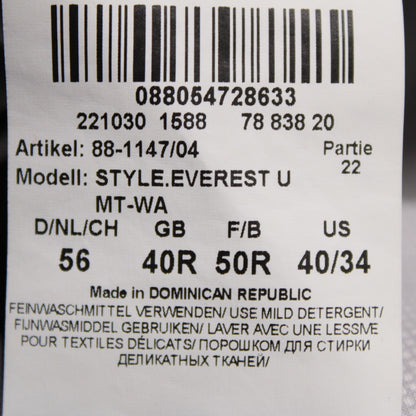 088054728633
221030 1588 78 838 20
Artikel: 88-1147/04 Partie
22
Modell: STYLE.EVEREST U
MT-WA
D/NL/CH GB F/B US
56 40R 50R 40/34
Made in DOMINICAN REPUBLIC
FEINWASCHMITTEL VERWENDEN/ USE MILD DETERGENT/
FIJNWASMIDDEL GEBRUIKEN/ LAVER AVEC UNE LESSIVE
POUR TEXTILES DÉLICATS/ ПОРОШКОМ ДЛЯ СТИРКИ
ДЕЛИКАТНЫХ ТКАНЕЙ/